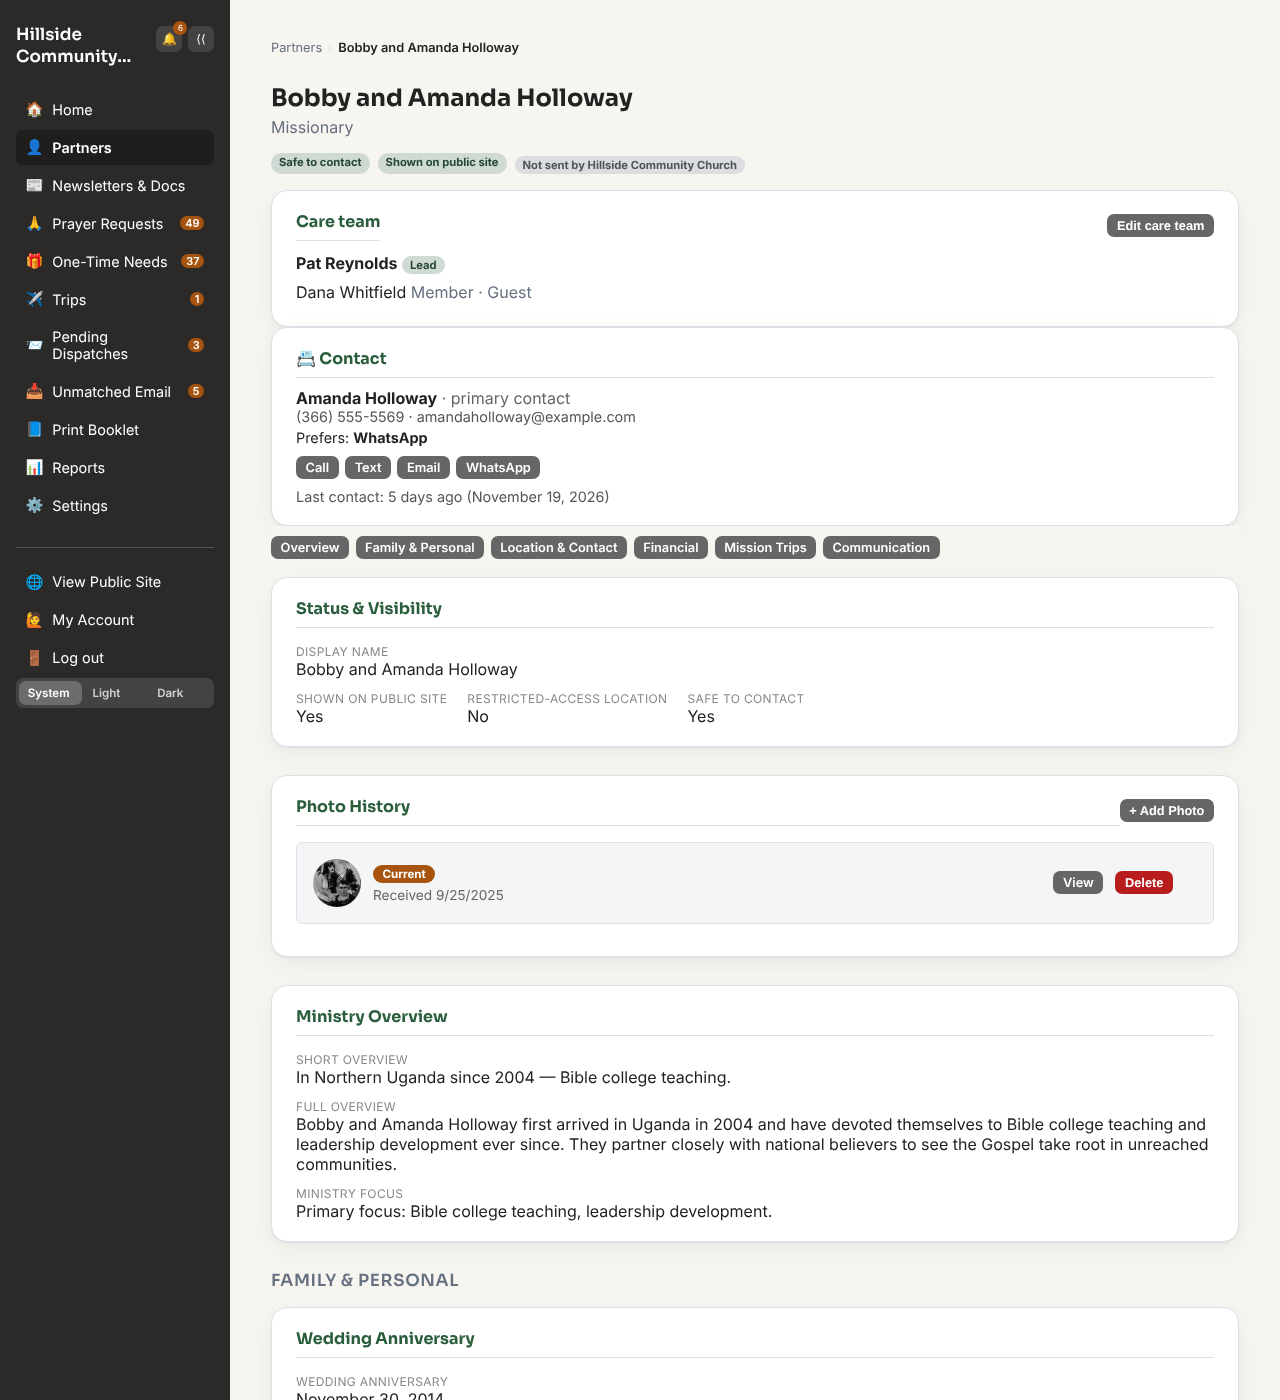 Hillside
Community...
6
⟨⟨
Home
Partners
Newsletters & Docs
Prayer Requests 49
One-Time Needs 37
Trips 1
Pending
Dispatches 3
Unmatched Email 5
Print Booklet
Reports
Settings
View Public Site
My Account
Log out
System Light Dark
Partners › Bobby and Amanda Holloway
Bobby and Amanda Holloway
Missionary
Safe to contact Shown on public site Not sent by Hillside Community Church
Care team Edit care team
Pat Reynolds Lead
Dana Whitfield Member · Guest
Contact
Amanda Holloway · primary contact
(366) 555-5569 · amandaholloway@example.com
Prefers: WhatsApp
Call Text Email WhatsApp
Last contact: 5 days ago (November 19, 2026)
Overview Family & Personal Location & Contact Financial Mission Trips Communication
Status & Visibility
DISPLAY NAME
Bobby and Amanda Holloway
SHOWN ON PUBLIC SITE RESTRICTED-ACCESS LOCATION SAFE TO CONTACT
Yes No Yes
Photo History + Add Photo
Current
Received 9/25/2025
View Delete
Ministry Overview
SHORT OVERVIEW
In Northern Uganda since 2004 — Bible college teaching.
FULL OVERVIEW
Bobby and Amanda Holloway first arrived in Uganda in 2004 and have devoted themselves to Bible college teaching and
leadership development ever since. They partner closely with national believers to see the Gospel take root in unreached
communities.
MINISTRY FOCUS
Primary focus: Bible college teaching, leadership development.
FAMILY & PERSONAL
Wedding Anniversary
WEDDING ANNIVERSARY
November 30, 2014